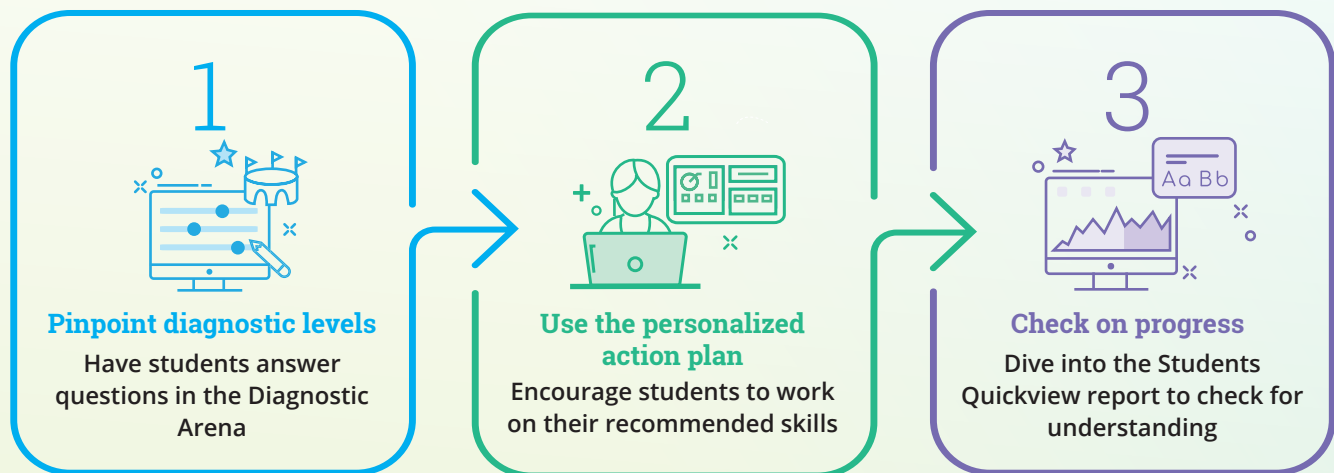 1
Pinpoint diagnostic levels
Have students answer
questions in the Diagnostic
Arena
2
Use the personalized
action plan
Encourage students to work
on their recommended skills
3
Aa Bb
Check on progress
Dive into the Students
Quickview report to check for
understanding